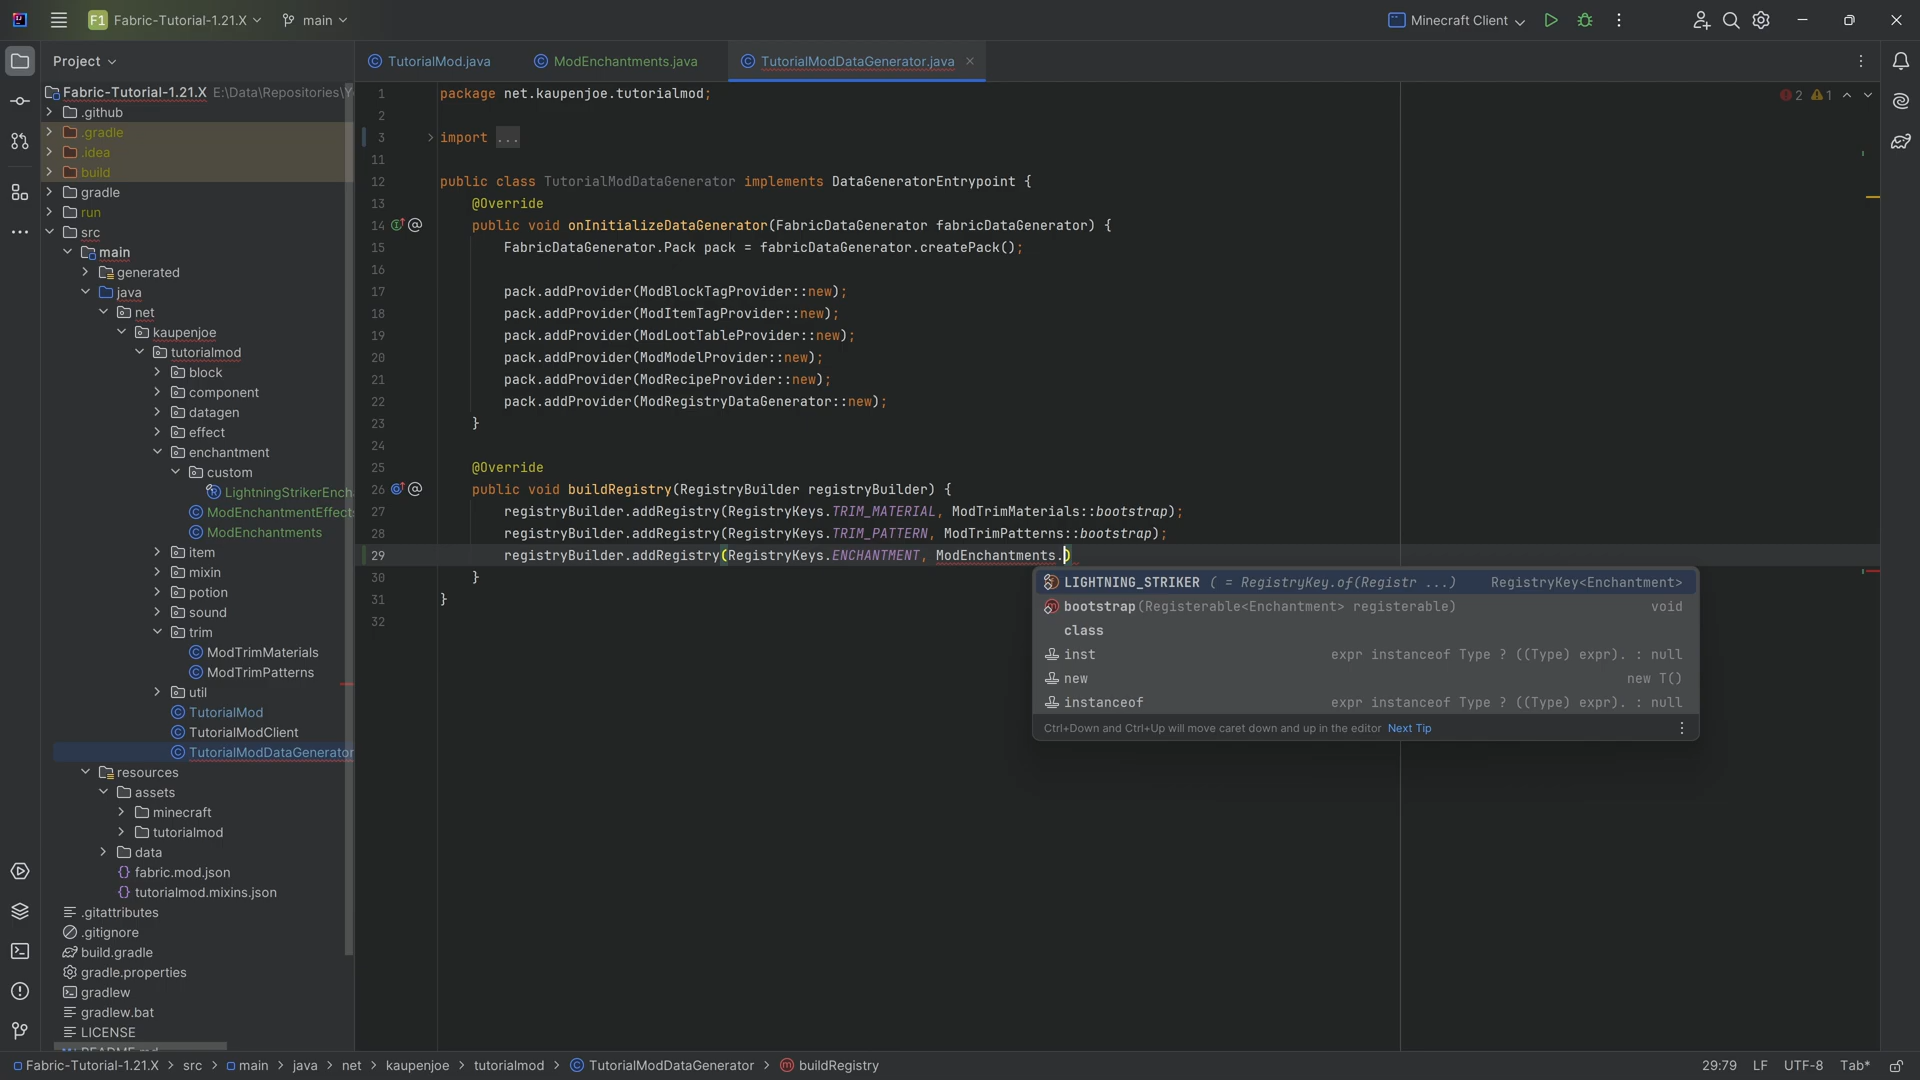 F1 Fabric-Tutorial-1.21.X main Minecraft Client
Project
TutorialMod.java ModEnchantments.java TutorialModDataGenerator.java
Fabric-Tutorial-1.21.X E:\Data\Repositories\Y
.github
.gradle
.idea
build
gradle
run
src
main
generated
java
net
kaupenjoe
tutorialmod
block
component
datagen
effect
enchantment
custom
LightningStrikerEnch
ModEnchantmentEffects
ModEnchantments
item
mixin
potion
sound
trim
ModTrimMaterials
ModTrimPatterns
util
TutorialMod
TutorialModClient
TutorialModDataGenerator
resources
assets
minecraft
tutorialmod
data
fabric.mod.json
tutorialmod.mixins.json
.gitattributes
.gitignore
build.gradle
gradle.properties
gradlew
gradlew.bat
LICENSE
2 1
1 package net.kaupenjoe.tutorialmod;
2
3 import ...
11
12 public class TutorialModDataGenerator implements DataGeneratorEntrypoint {
13 @Override
14 public void onInitializeDataGenerator(FabricDataGenerator fabricDataGenerator) {
15 FabricDataGenerator.Pack pack = fabricDataGenerator.createPack();
16
17 pack.addProvider(ModBlockTagProvider::new);
18 pack.addProvider(ModItemTagProvider::new);
19 pack.addProvider(ModLootTableProvider::new);
20 pack.addProvider(ModModelProvider::new);
21 pack.addProvider(ModRecipeProvider::new);
22 pack.addProvider(ModRegistryDataGenerator::new);
23 }
24
25 @Override
26 public void buildRegistry(RegistryBuilder registryBuilder) {
27 registryBuilder.addRegistry(RegistryKeys.TRIM_MATERIAL, ModTrimMaterials::bootstrap);
28 registryBuilder.addRegistry(RegistryKeys.TRIM_PATTERN, ModTrimPatterns::bootstrap);
29 registryBuilder.addRegistry(RegistryKeys.ENCHANTMENT, ModEnchantments.)
30 }
31 }
32
LIGHTNING_STRIKER ( = RegistryKey.of(Registr ...) RegistryKey<Enchantment>
bootstrap(Registerable<Enchantment> registerable) void
class
inst expr instanceof Type ? ((Type) expr). : null
new new T()
instanceof expr instanceof Type ? ((Type) expr). : null
Ctrl+Down and Ctrl+Up will move caret down and up in the editor Next Tip
Fabric-Tutorial-1.21.X > src > main > java > net > kaupenjoe > tutorialmod > TutorialModDataGenerator > buildRegistry 29:79 LF UTF-8 Tab*